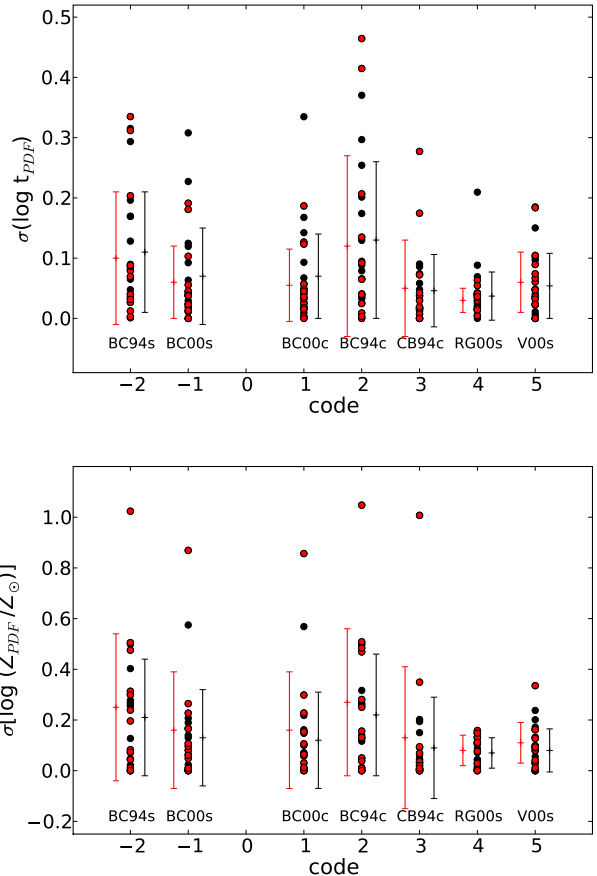 0.5
0.4
0.3
0.2
0.1
0.0
σ(log t_PDF)
BC94s BC00s BC00c BC94c CB94c RG00s V00s
−2 −1 0 1 2 3 4 5
code
1.0
0.8
0.6
0.4
0.2
0.0
−0.2
σ[log (Z_PDF/Z_⊙)]
BC94s BC00s BC00c BC94c CB94c RG00s V00s
−2 −1 0 1 2 3 4 5
code